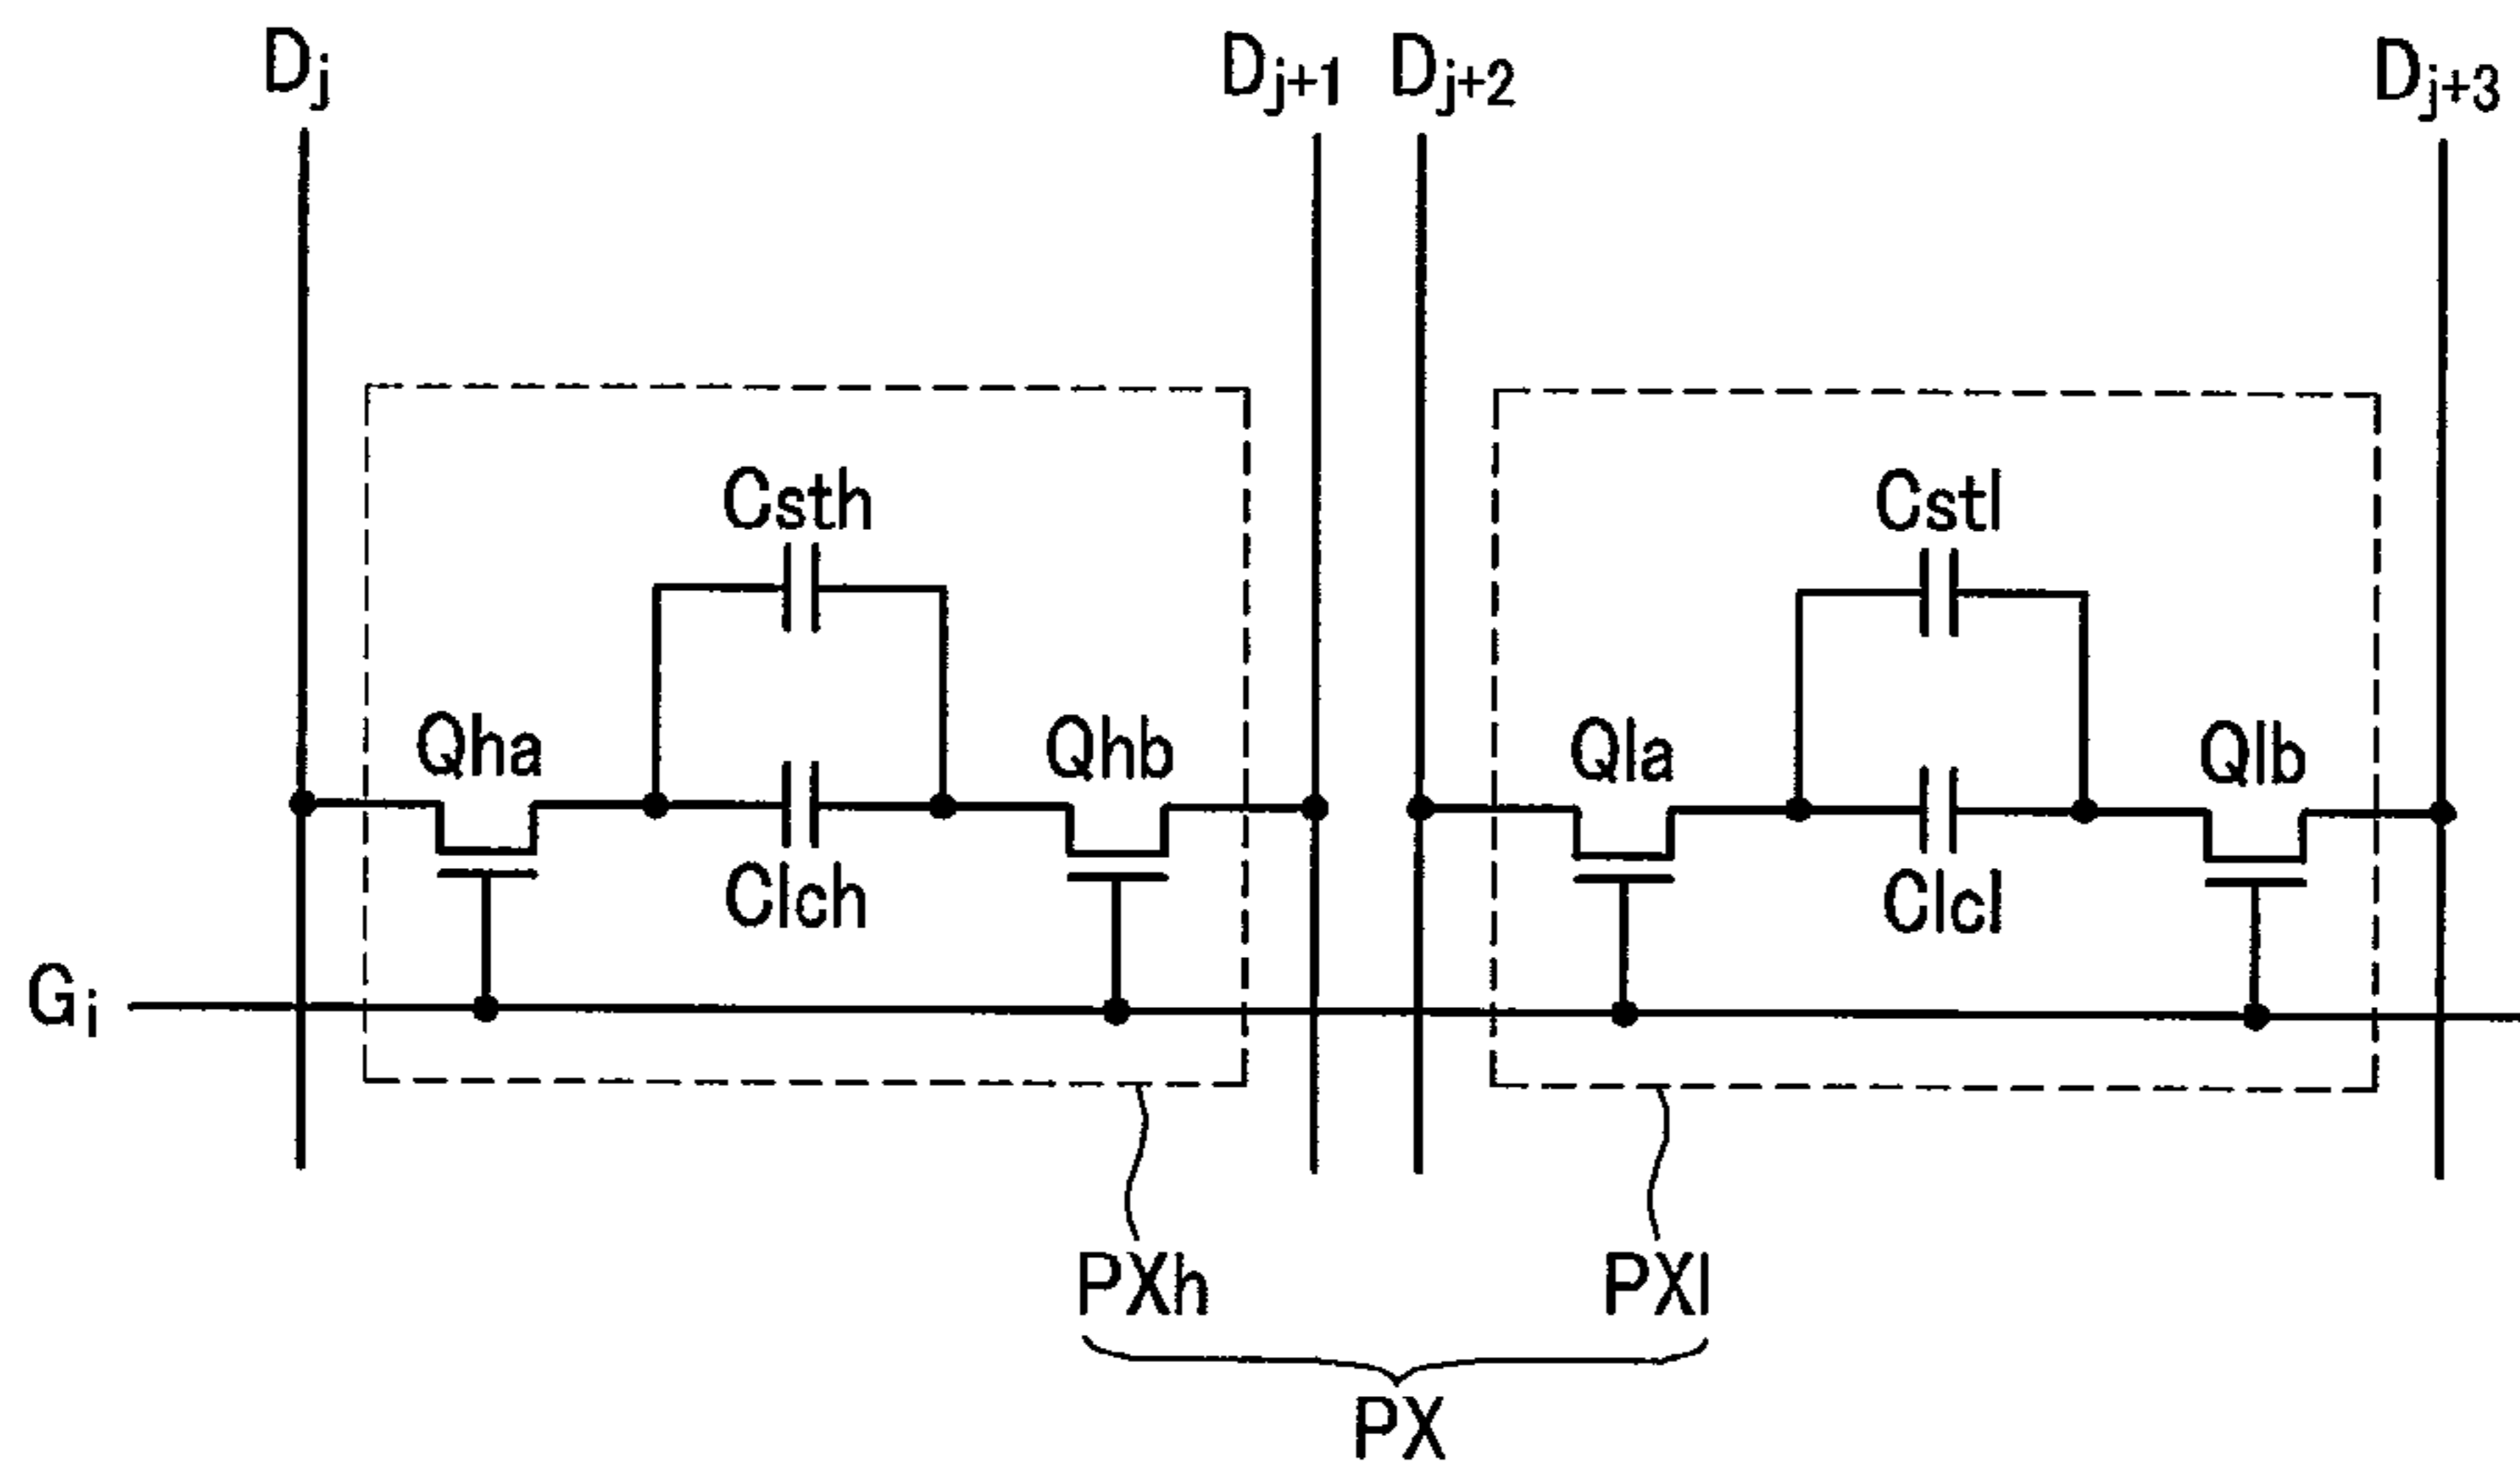 Dj Dj+1 Dj+2 Dj+3
Csth Cstl
Qha Qhb Qla Qlb
Clch Clcl
Gi
PXh PXl
PX